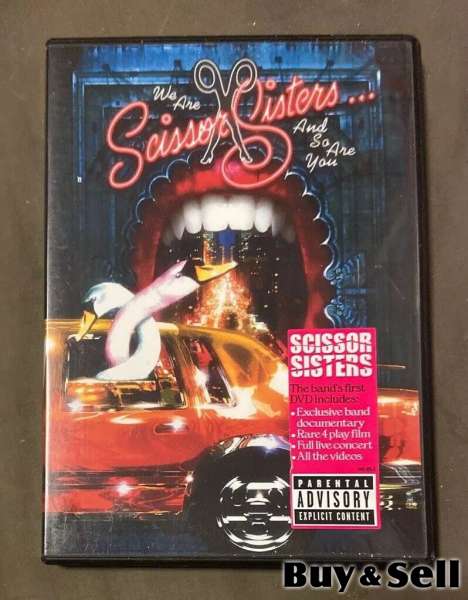 We Are
Scissor Sisters...
And So Are You
SCISSOR
SISTERS
The band's first
DVD includes:
• Exclusive band
documentary
• Rare 4 play film
• Full live concert
• All the videos
PARENTAL
ADVISORY
EXPLICIT CONTENT
Buy & Sell